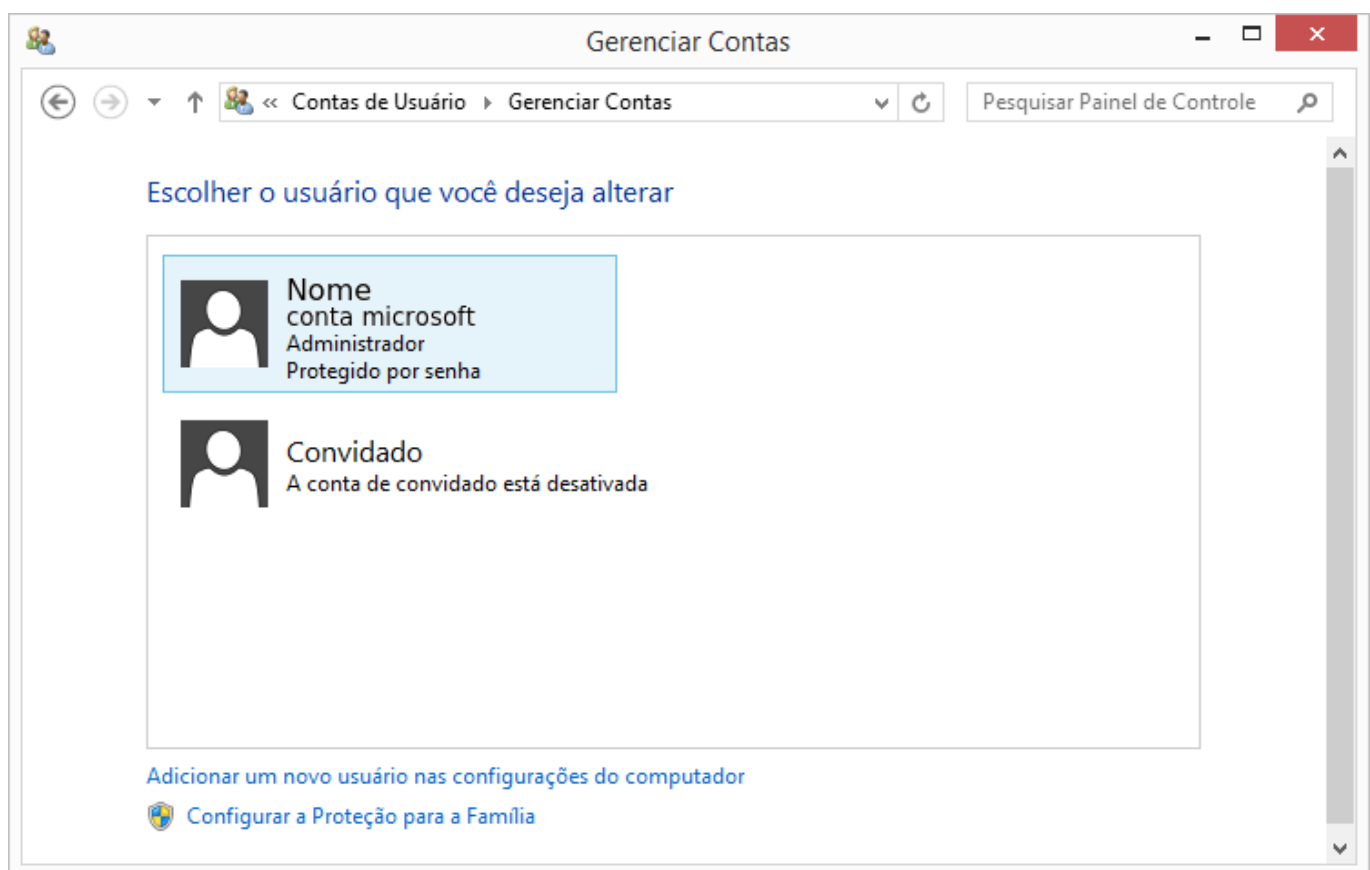 Gerenciar Contas
« Contas de Usuário Gerenciar Contas
Pesquisar Painel de Controle
Escolher o usuário que você deseja alterar
Nome
conta microsoft
Administrador
Protegido por senha
Convidado
A conta de convidado está desativada
Adicionar um novo usuário nas configurações do computador
Configurar a Proteção para a Família